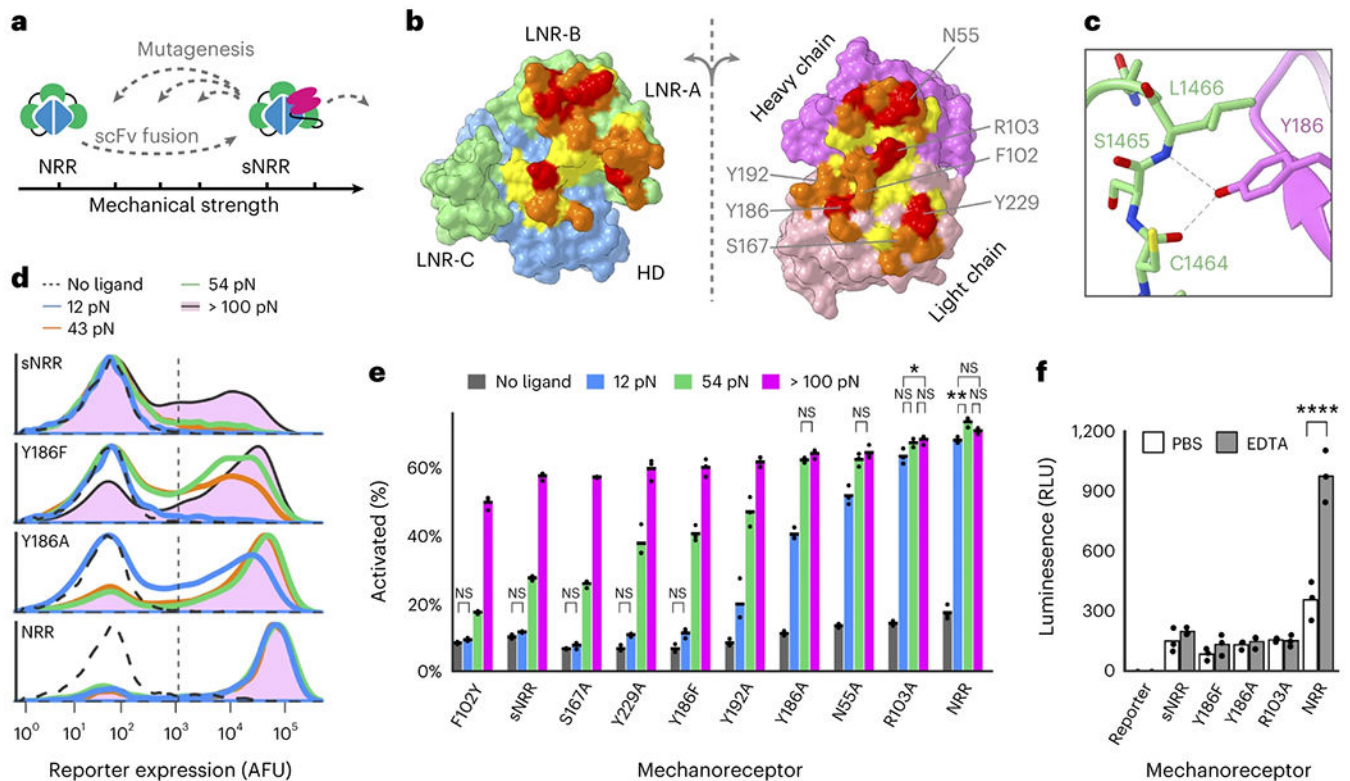 a
Mutagenesis
scFv fusion
NRR
sNRR
Mechanical strength
b
LNR-B
LNR-A
LNR-C
HD
Heavy chain
Light chain
N55
R103
F102
Y192
Y186
Y229
S167
c
L1466
S1465
Y186
C1464
d
No ligand
12 pN
43 pN
54 pN
> 100 pN
sNRR
Y186F
Y186A
NRR
10⁰ 10¹ 10² 10³ 10⁴ 10⁵
Reporter expression (AFU)
e
No ligand 12 pN 54 pN > 100 pN
Activated (%)
60%
40%
20%
0%
NS NS NS NS NS NS NS
* NS NS
NS ** NS
F102Y sNRR S167A Y229A Y186F Y192A Y186A N55A R103A NRR
Mechanoreceptor
f
PBS EDTA
****
Luminesence (RLU)
1200
900
600
300
0
Reporter sNRR Y186F Y186A R103A NRR
Mechanoreceptor